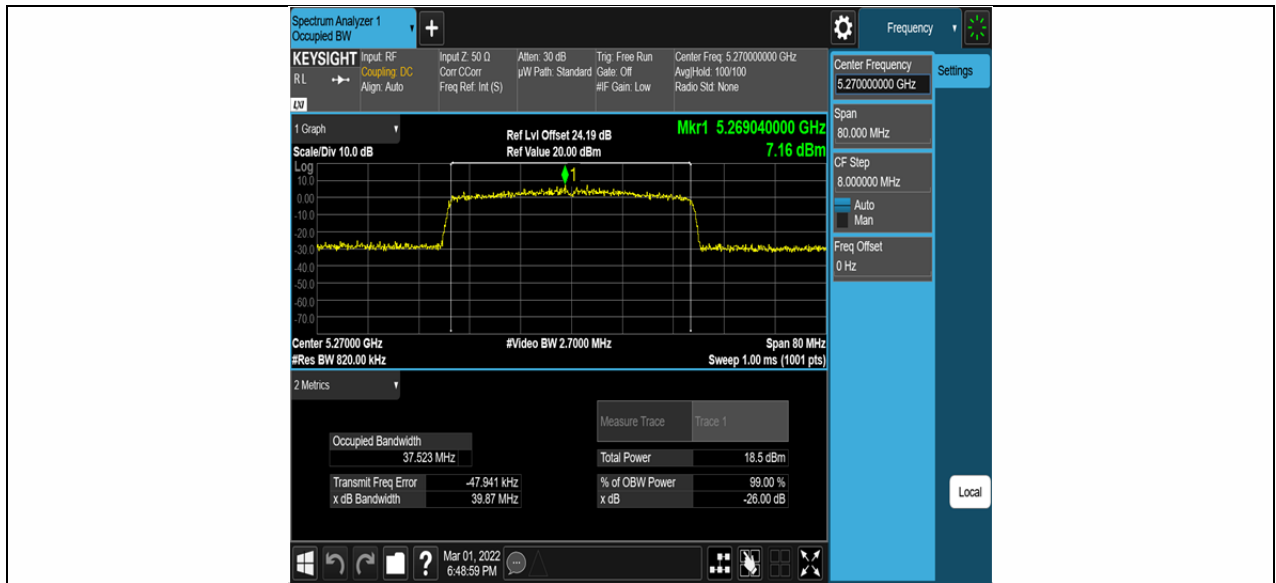 Spectrum Analyzer 1
Occupied BW
+
Frequency
KEYSIGHT
RL
LXI
Input: RF
Coupling: DC
Align: Auto
Input Z: 50 Ω
Corr CCorr
Freq Ref: Int (S)
Atten: 30 dB
µW Path: Standard
Trig: Free Run
Gate: Off
#IF Gain: Low
Center Freq: 5.270000000 GHz
Avg|Hold: 100/100
Radio Std: None
1 Graph
Scale/Div 10.0 dB
Ref Lvl Offset 24.19 dB
Ref Value 20.00 dBm
Mkr1 5.269040000 GHz
7.16 dBm
Log
10.0
0.00
-10.0
-20.0
-30.0
-40.0
-50.0
-60.0
-70.0
1
Center 5.27000 GHz
#Res BW 820.00 kHz
#Video BW 2.7000 MHz
Span 80 MHz
Sweep 1.00 ms (1001 pts)
2 Metrics
Measure Trace Trace 1
Occupied Bandwidth
37.523 MHz
Total Power 18.5 dBm
Transmit Freq Error -47.941 kHz
% of OBW Power 99.00 %
x dB Bandwidth 39.87 MHz
x dB -26.00 dB
Center Frequency
5.270000000 GHz
Settings
Span
80.000 MHz
CF Step
8.000000 MHz
Auto
Man
Freq Offset
0 Hz
Local
?
Mar 01, 2022
6:48:59 PM